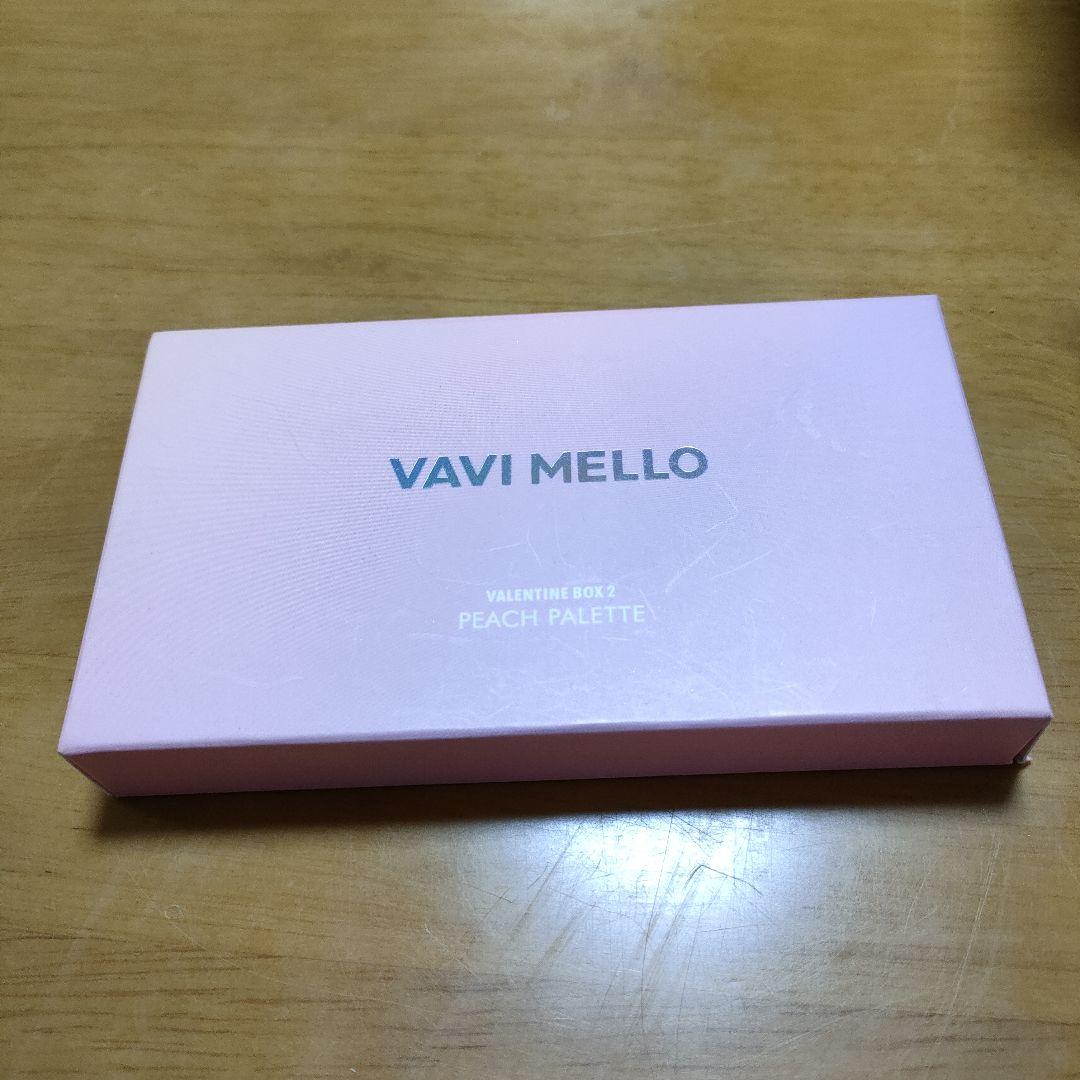 VAVI MELLO
VALENTINE BOX 2
PEACH PALETTE